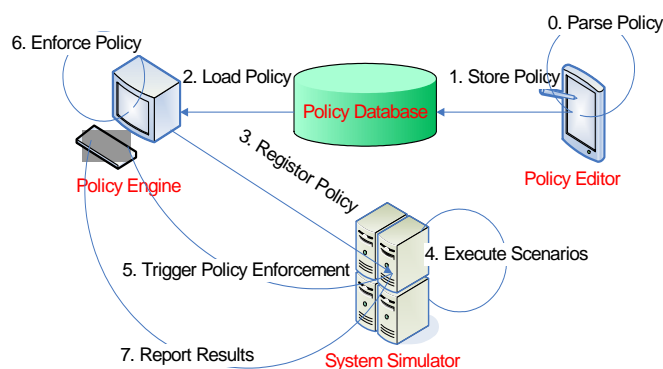 0. Parse Policy
6. Enforce Policy
2. Load Policy
1. Store Policy
Policy Database
3. Registor Policy
Policy Engine
Policy Editor
4. Execute Scenarios
5. Trigger Policy Enforcement
7. Report Results
System Simulator